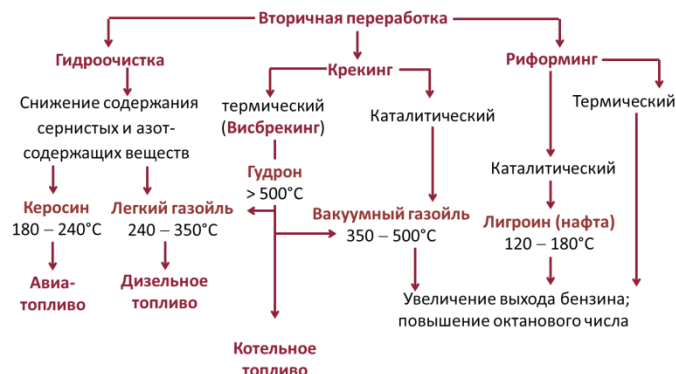 Вторичная переработка
Гидроочистка
Крекинг
Риформинг
Снижение содержания
сернистых и азот-
содержащих веществ
термический
(Висбрекинг)
Каталитический
Термический
Гудрон
> 500°C
Каталитический
Керосин
180 – 240°C
Легкий газойль
240 – 350°C
Вакуумный газойль
350 – 500°C
Лигроин (нафта)
120 – 180°C
Авиа-
топливо
Дизельное
топливо
Увеличение выхода бензина;
повышение октанового числа
Котельное
топливо